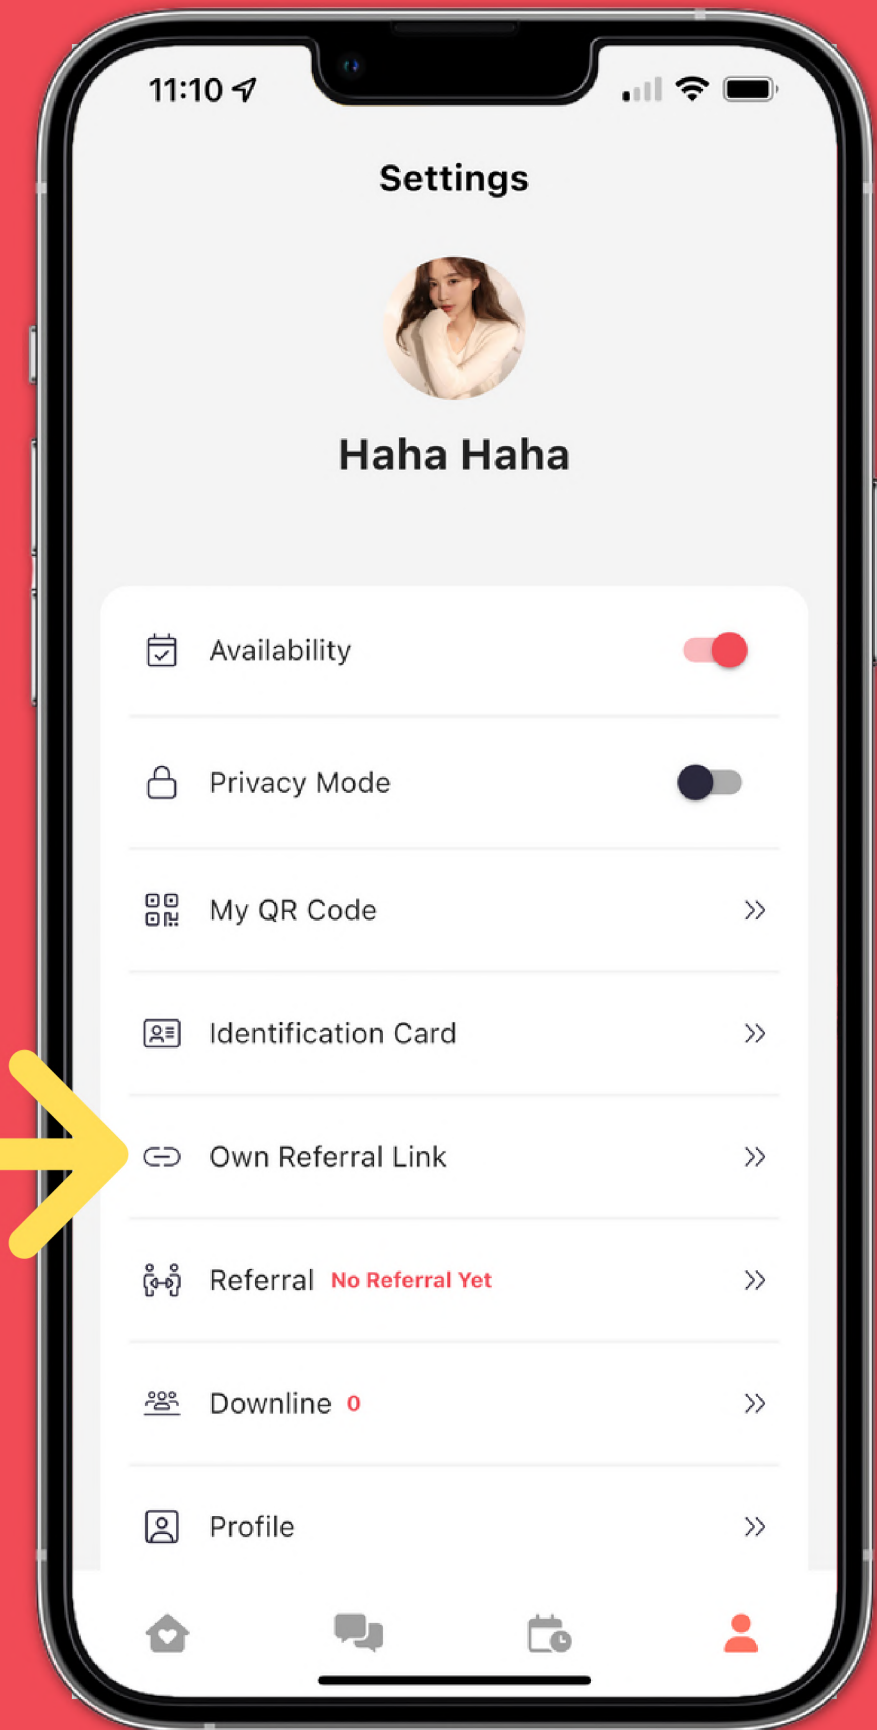 11:10
Settings
Haha Haha
Availability
Privacy Mode
My QR Code
Identification Card
Own Referral Link
Referral No Referral Yet
Downline 0
Profile